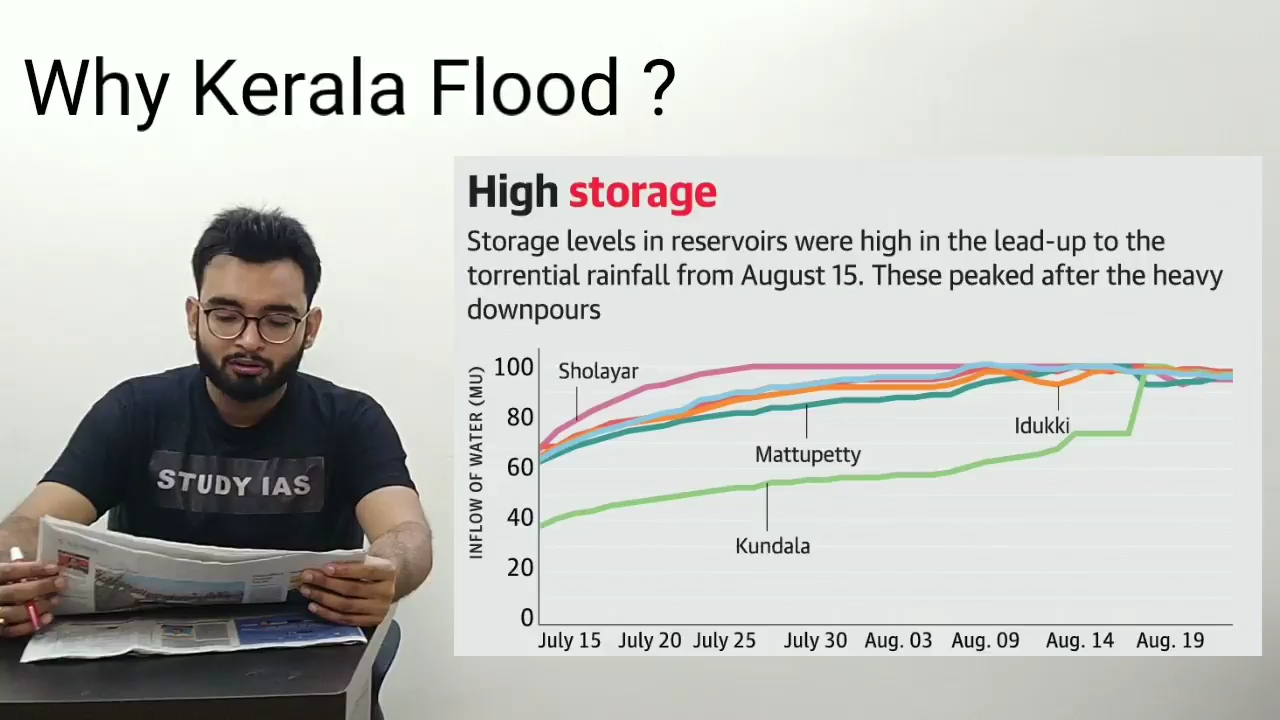 Why Kerala Flood ?
High storage
Storage levels in reservoirs were high in the lead-up to the
torrential rainfall from August 15. These peaked after the heavy
downpours
INFLOW OF WATER (MU)
100
80
60
40
20
0
Sholayar
Mattupetty
Idukki
Kundala
July 15 July 20 July 25 July 30 Aug. 03 Aug. 09 Aug. 14 Aug. 19
STUDY IAS